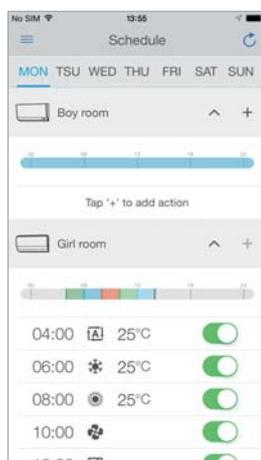 No SIM 13:55
Schedule
MON TSU WED THU FRI SAT SUN
Boy room ^ +
Tap '+' to add action
Girl room ^ +
04:00 A 25°C
06:00 25°C
08:00 25°C
10:00